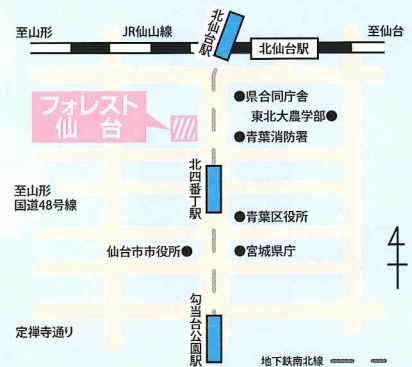 北仙台駅
至山形
JR仙山線
北仙台駅
至仙台
フォレスト
仙台
県合同庁舎
東北大農学部
青葉消防署
北四番丁駅
至山形
国道48号線
青葉区役所
仙台市市役所
宮城県庁
定禅寺通り
勾当台公園駅
地下鉄南北線